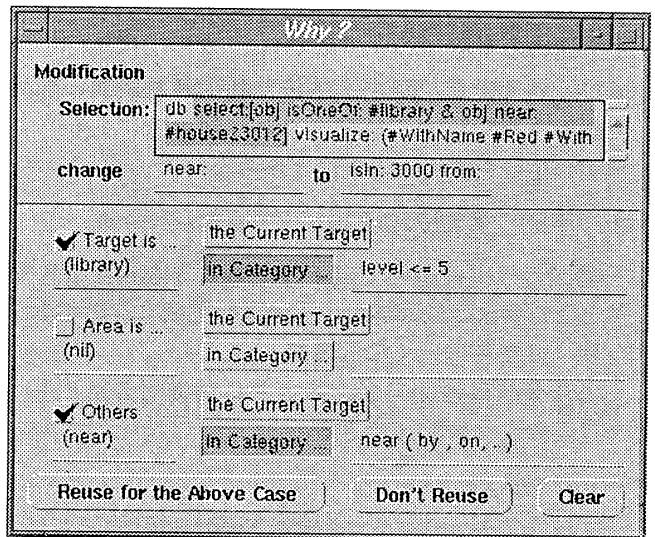 Why ?
Modification
Selection: db select:[obj isOneOf: #library & obj near:
#house23012] visualize: (#WithName #Red #With
change near: to isIn: 3000 from:
Target is ... the Current Target
(library) in Category ... level <= 5
Area is ... the Current Target
(nil) in Category ...
Others the Current Target
(near) in Category ... near ( by , on, . )
Reuse for the Above Case Don't Reuse Clear